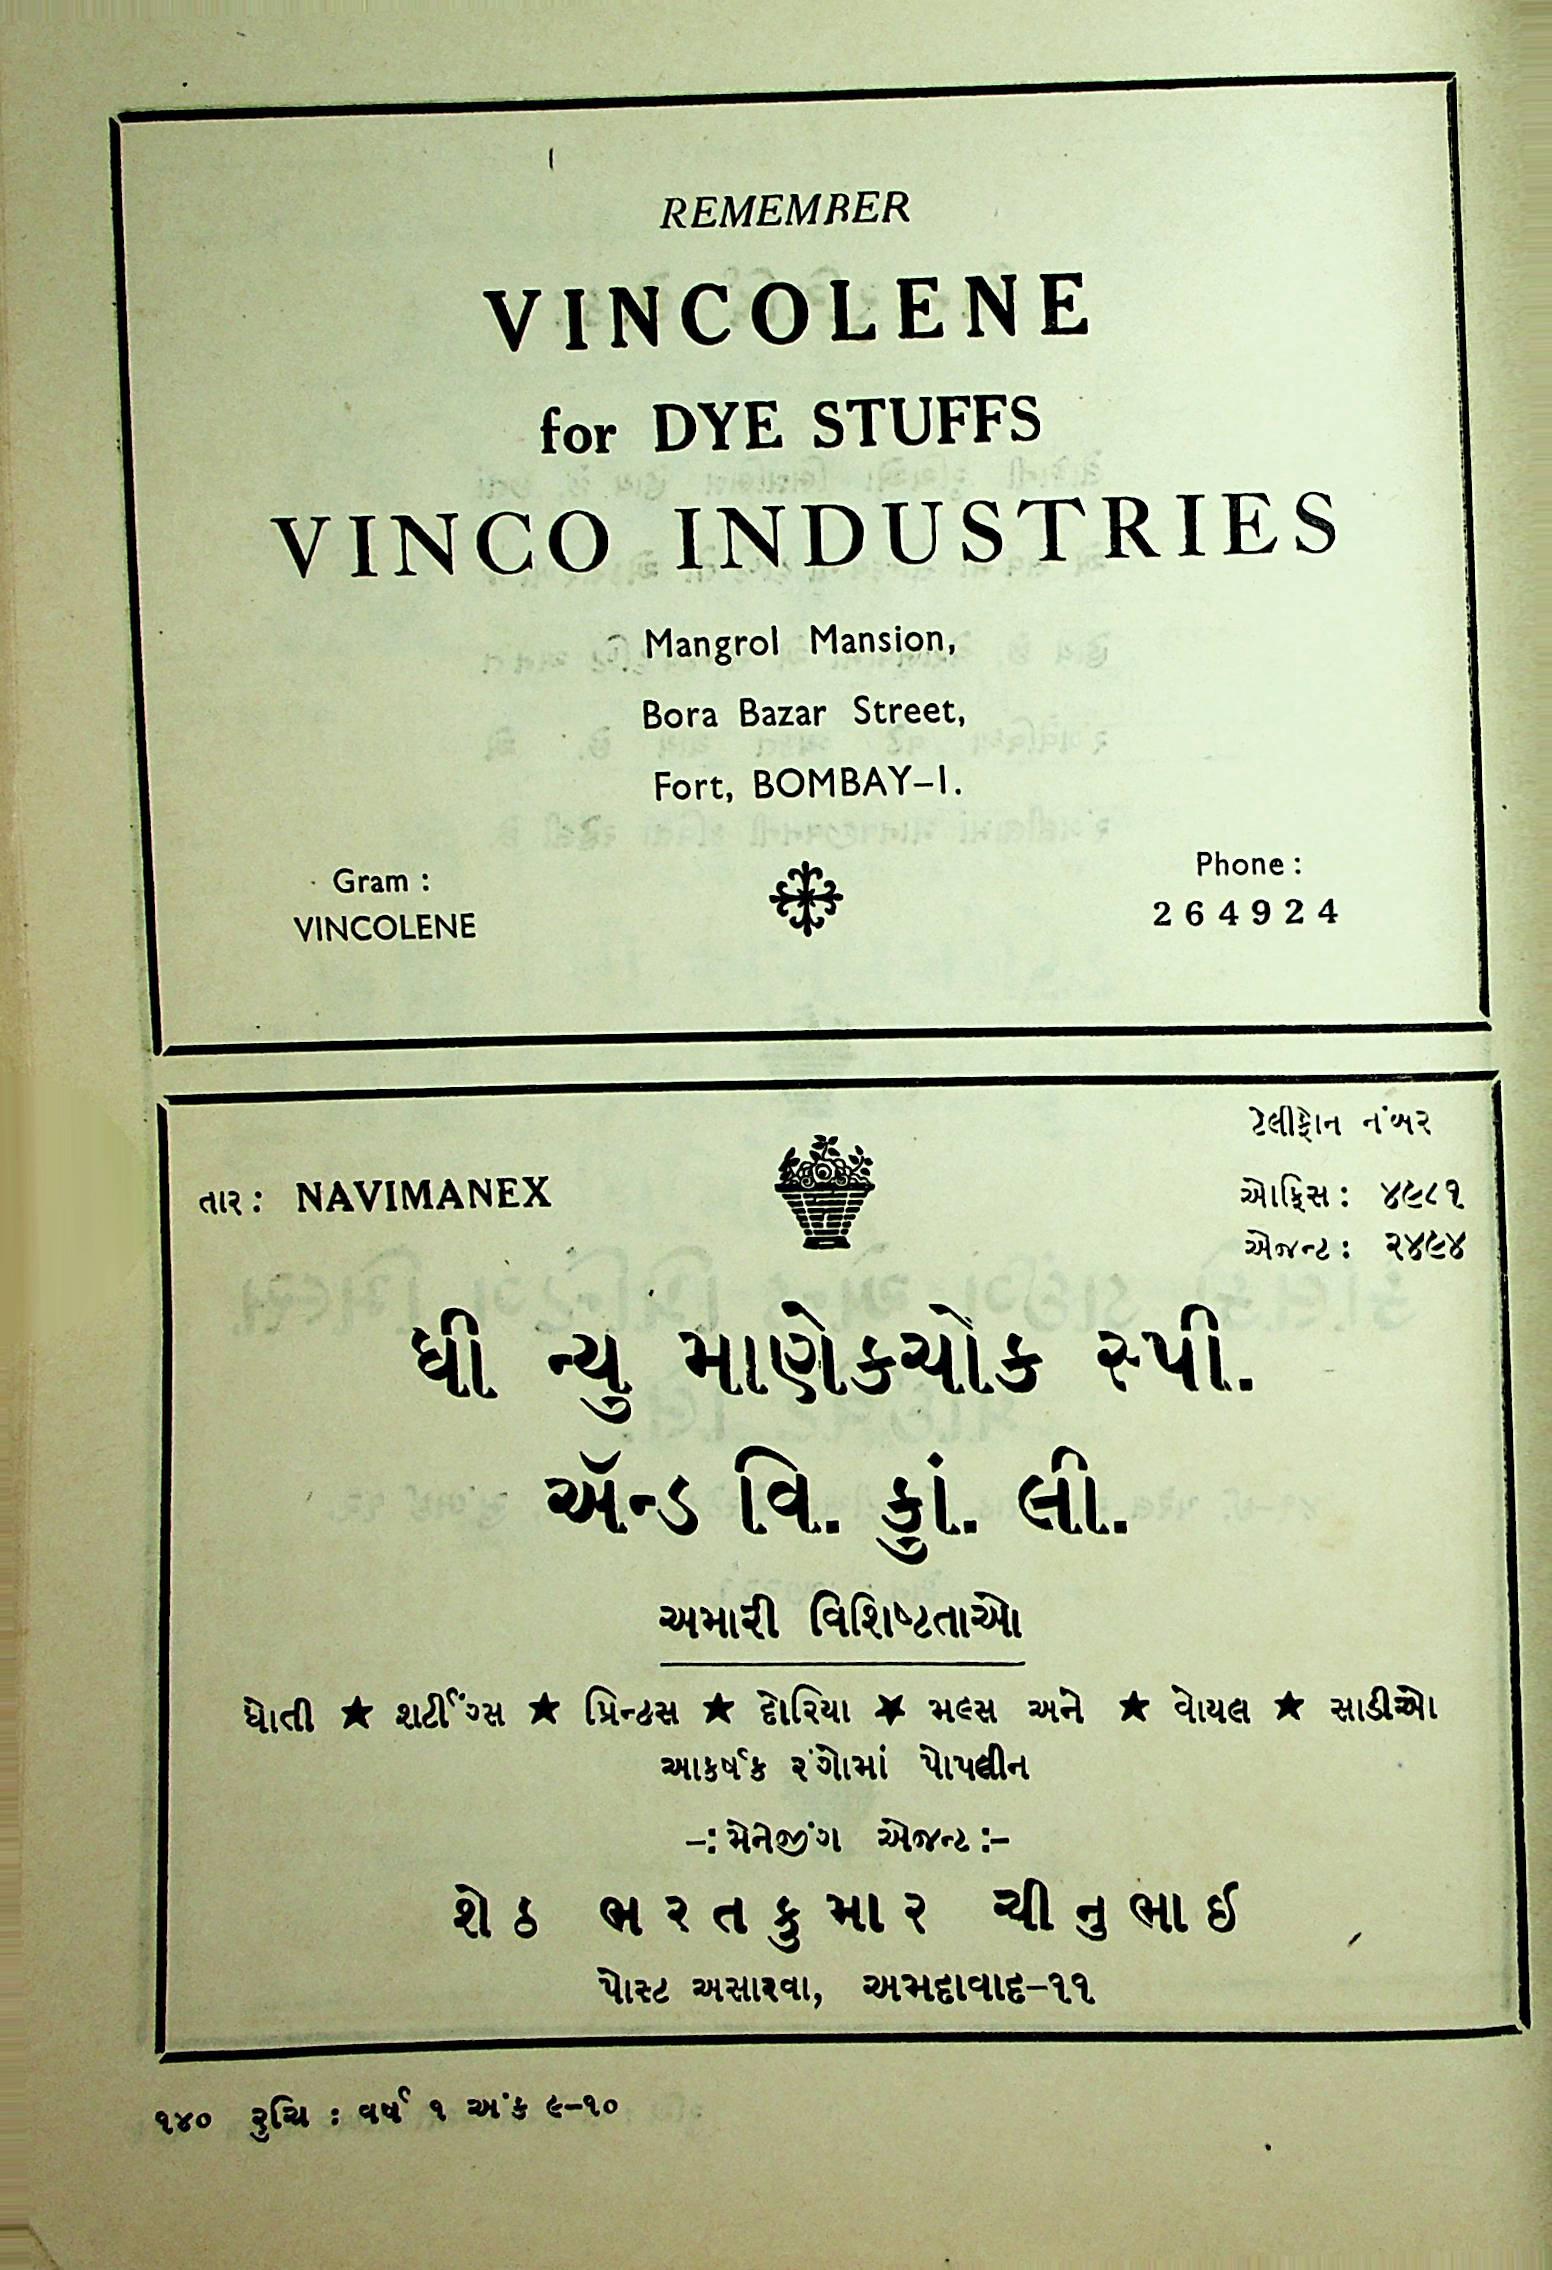 REMEMBER
VINCOLENE
for DYE STUFFS
VINCO INDUSTRIES
Mangrol Mansion,
Bora Bazar Street,
Fort, BOMBAY–1.
Gram :
VINCOLENE
Phone :
264924
ટેલીફોન નંબર
તાર : NAVIMANEX
ઓફિસ : ૪૯૮૧
એજન્ટ : ૨૪૯૪
ધી ન્યુ માણેકચોક સ્પી.
ઍન્ડ વિ. કું. લી.
અમારી વિશિષ્ટતાઓ
ધોતી ★ શર્ટીંગ્સ ★ પ્રિન્ટસ ★ દોરિયા ★ મલ્સ અને ★ વોયલ ★ સાડીઓ
આકર્ષક રંગોમાં પોપલીન
–: મેનેજીંગ એજન્ટ :–
શેઠ ભરતકુમાર ચીનુભાઈ
પોસ્ટ અસારવા, અમદાવાદ–૧૧
૧૪૦ રુચિ : વર્ષ ૧ અંક ૯–૧૦